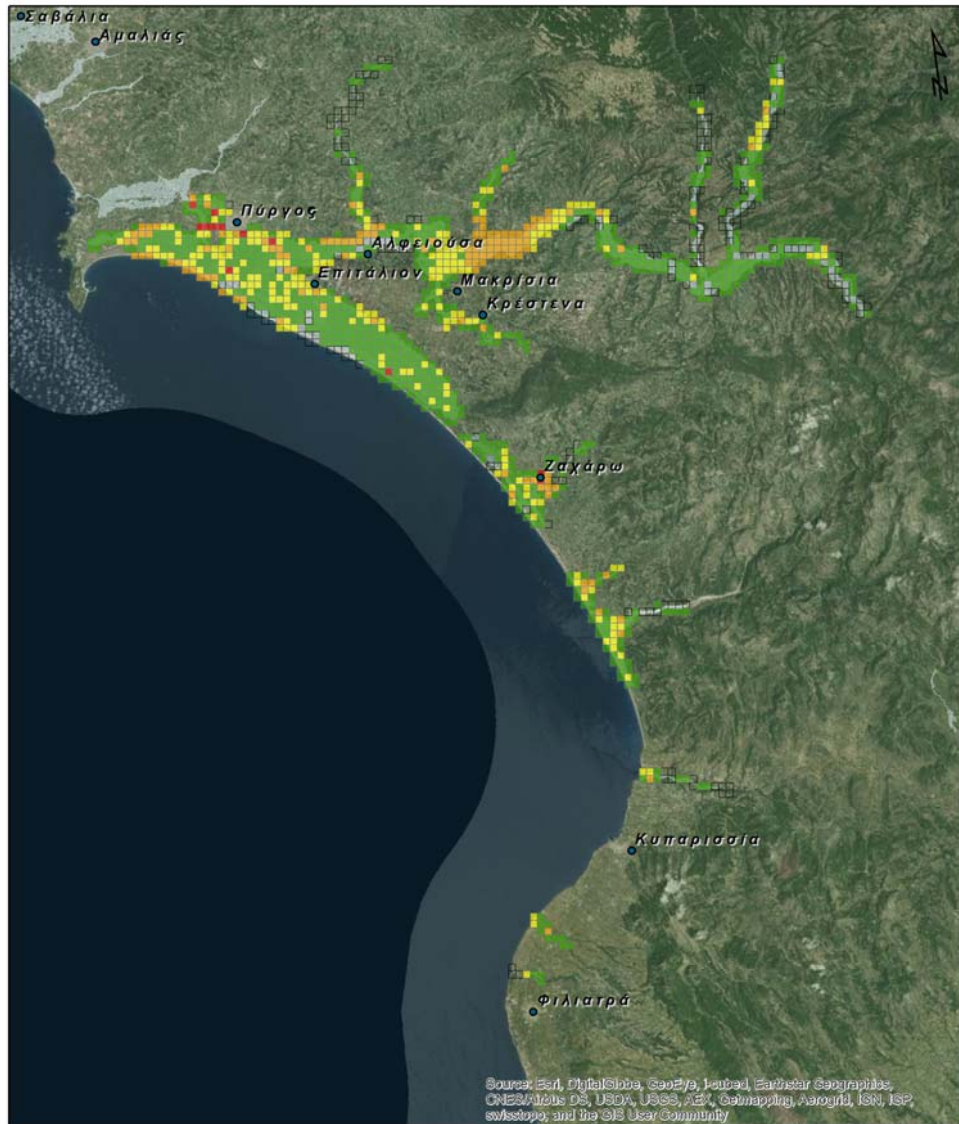 Σαβάλια
Αμαλιάς
Πύργος
Αλφειούσα
Επιτάλιον
Μακρίσια
Κρέστενα
Ζαχάρω
Κυπαρισσία
Φιλιατρά
Source: Esri, DigitalGlobe, GeoEye, i-cubed, Earthstar Geographics,
CNES/Airbus DS, USDA, USGS, AEX, Getmapping, Aerogrid, IGN, IGP,
swisstopo, and the GIS User Community